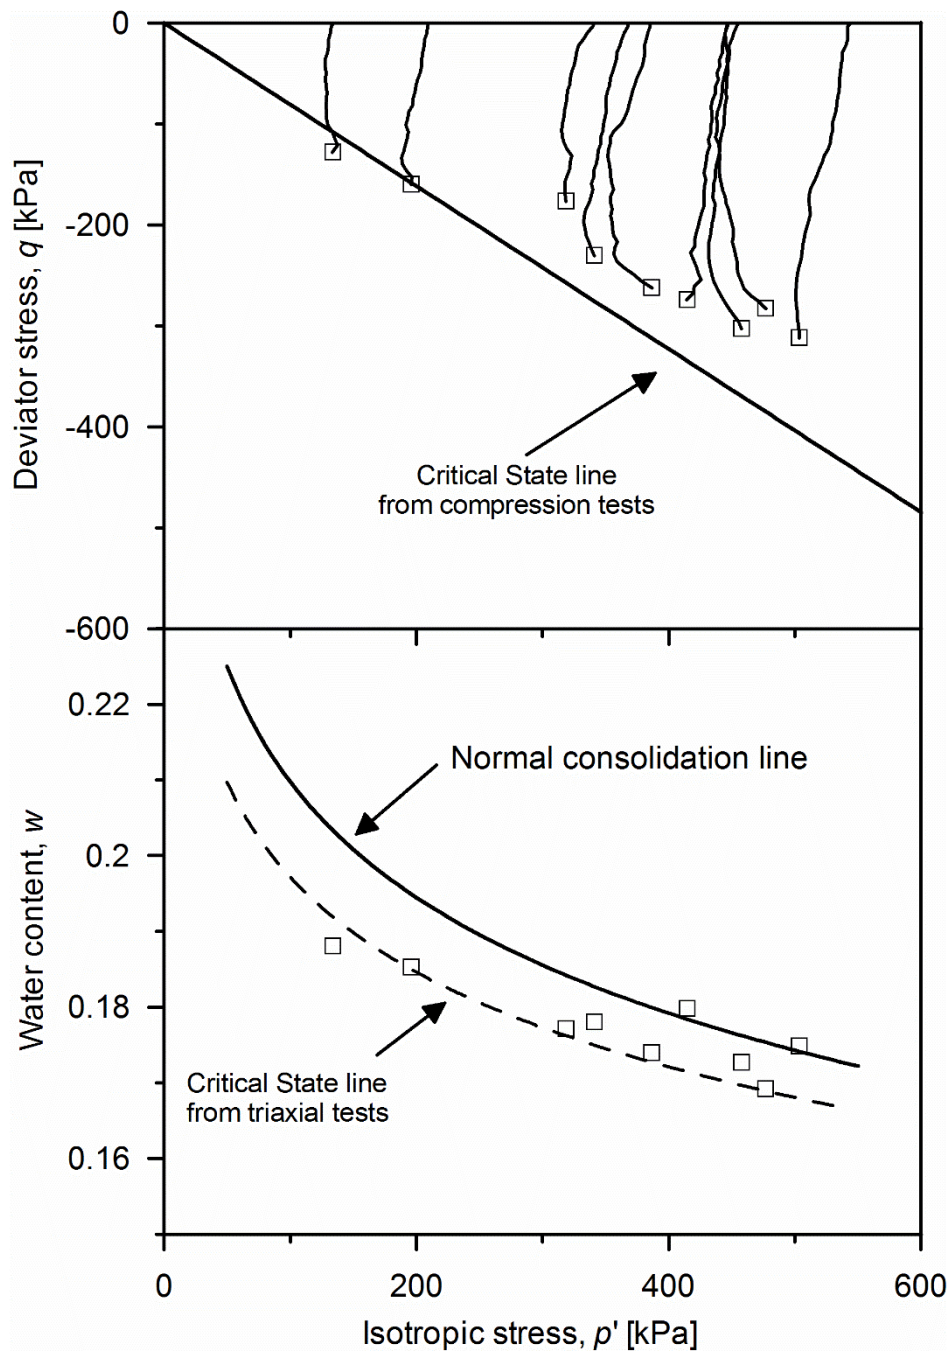 0
-200
-400
-600
Deviator stress, q [kPa]
Critical State line
from compression tests
0.22
0.2
0.18
0.16
Water content, w
Normal consolidation line
Critical State line
from triaxial tests
0 200 400 600
Isotropic stress, p' [kPa]